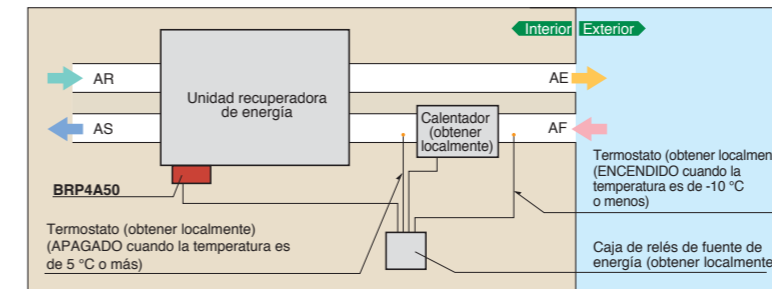 Interior Exterior
AR
AE
Unidad recuperadora
de energía
Calentador
(obtener
localmente)
AS
AF
Termostato (obtener localmen
(ENCENDIDO cuando la
temperatura es de -10 °C
o menos)
BRP4A50
Termostato (obtener localmente)
(APAGADO cuando la temperatura es
de 5 °C o más)
Caja de relés de fuente de
energía (obtener localmente